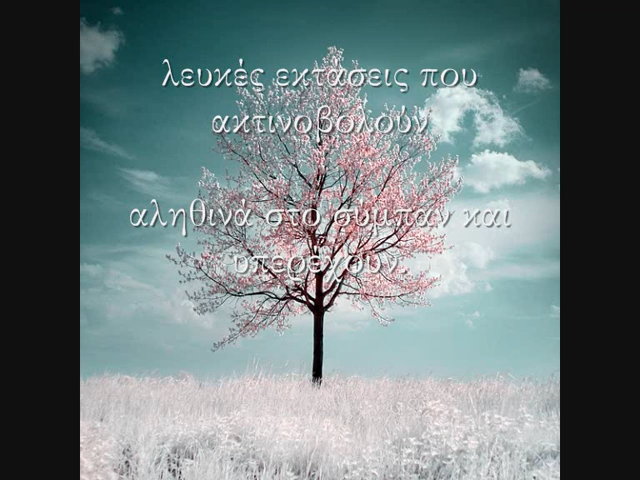 λευκές εκτάσεις που
ακτινοβολούν
αληθινά στο σύμπαν και
υπερέχουν.